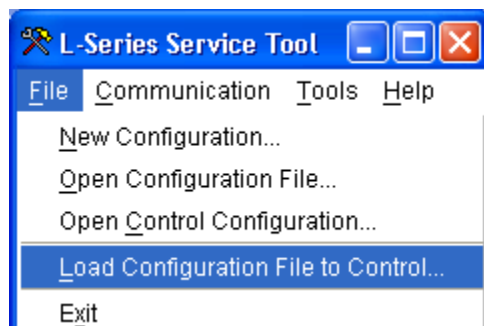 L-Series Service Tool
File Communication Tools Help
New Configuration...
Open Configuration File...
Open Control Configuration...
Load Configuration File to Control...
Exit